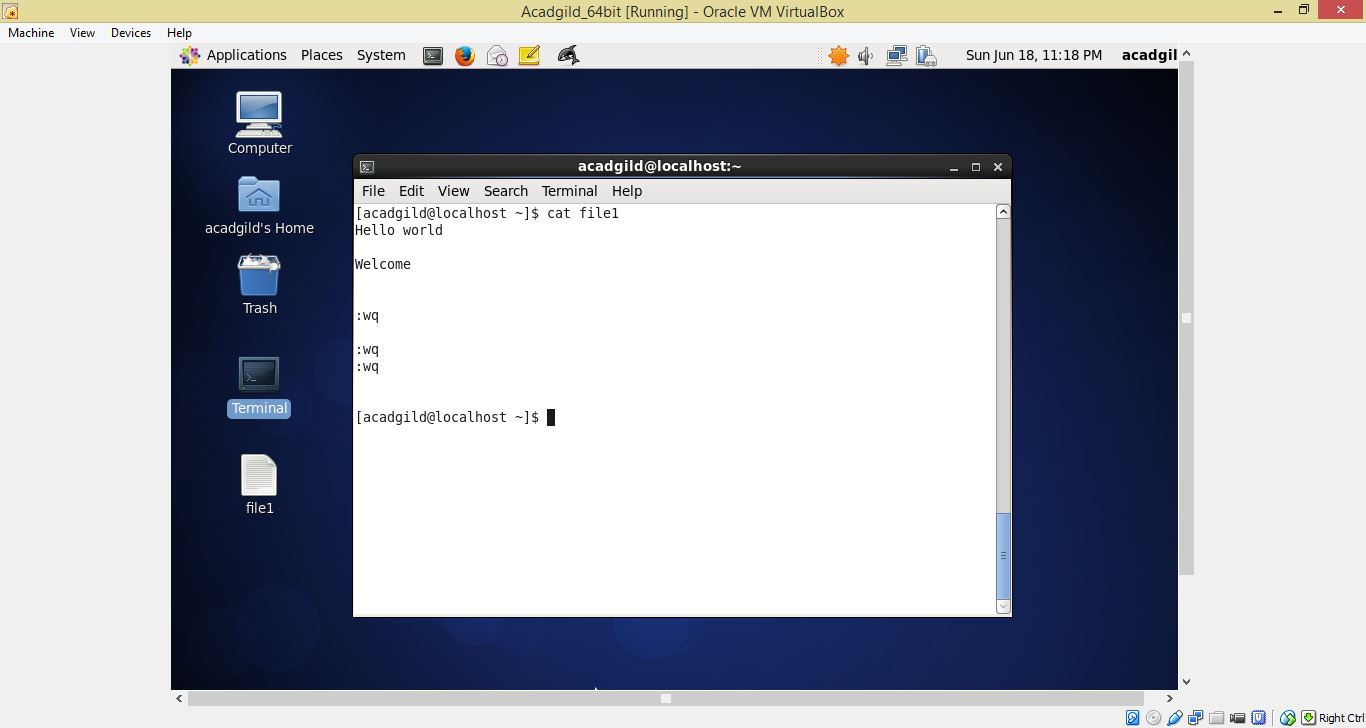 Acadgild_64bit [Running] - Oracle VM VirtualBox
Machine View Devices Help
Applications Places System Sun Jun 18, 11:18 PM acadgil
Computer
acadgild's Home
Trash
Terminal
file1
acadgild@localhost:~
File Edit View Search Terminal Help
[acadgild@localhost ~]$ cat file1
Hello world
Welcome
:wq
:wq
:wq
[acadgild@localhost ~]$
Right Ctrl